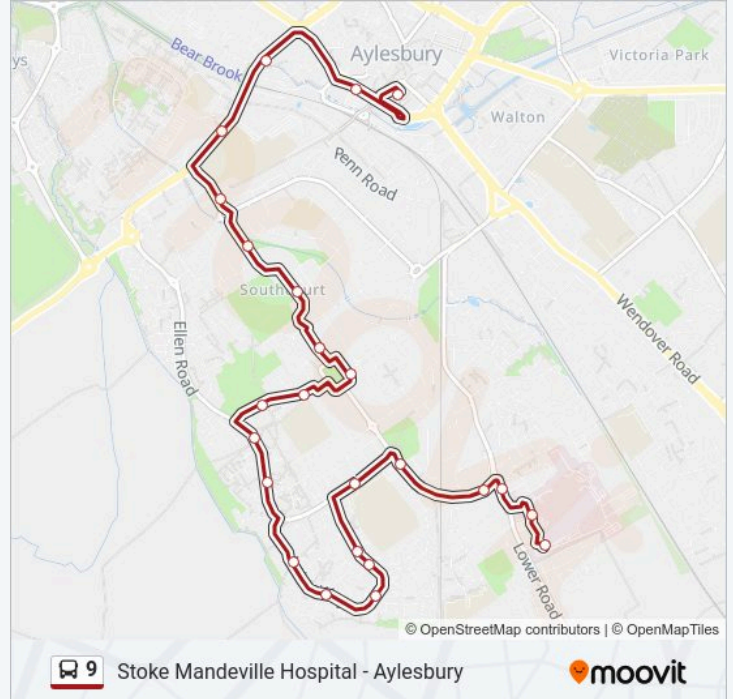 Aylesbury
Victoria Park
Bear Brook
ys
Walton
Penn Road
Southcourt
Wendover Road
Ellen Road
Lower Road
© OpenStreetMap contributors | © OpenMapTiles
9 Stoke Mandeville Hospital - Aylesbury
moovit